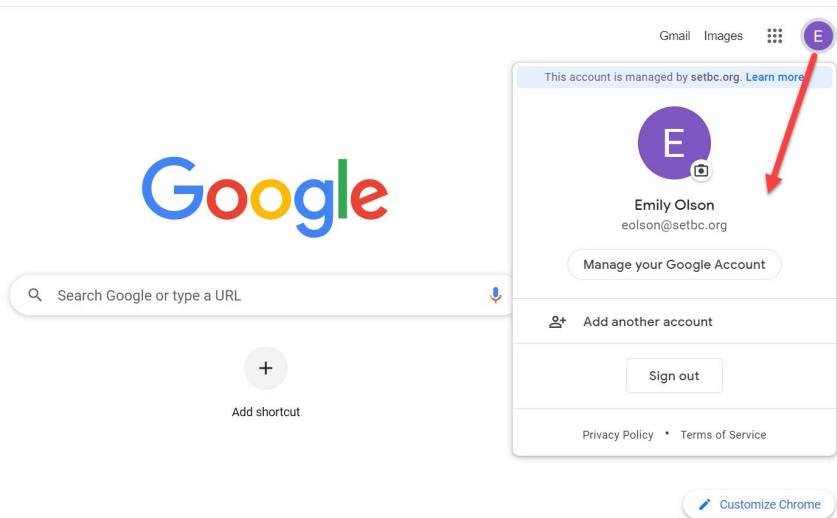 Gmail Images
E
This account is managed by setbc.org. Learn more
E
Emily Olson
eolson@setbc.org
Manage your Google Account
Add another account
Sign out
Privacy Policy • Terms of Service
Google
Search Google or type a URL
Add shortcut
Customize Chrome